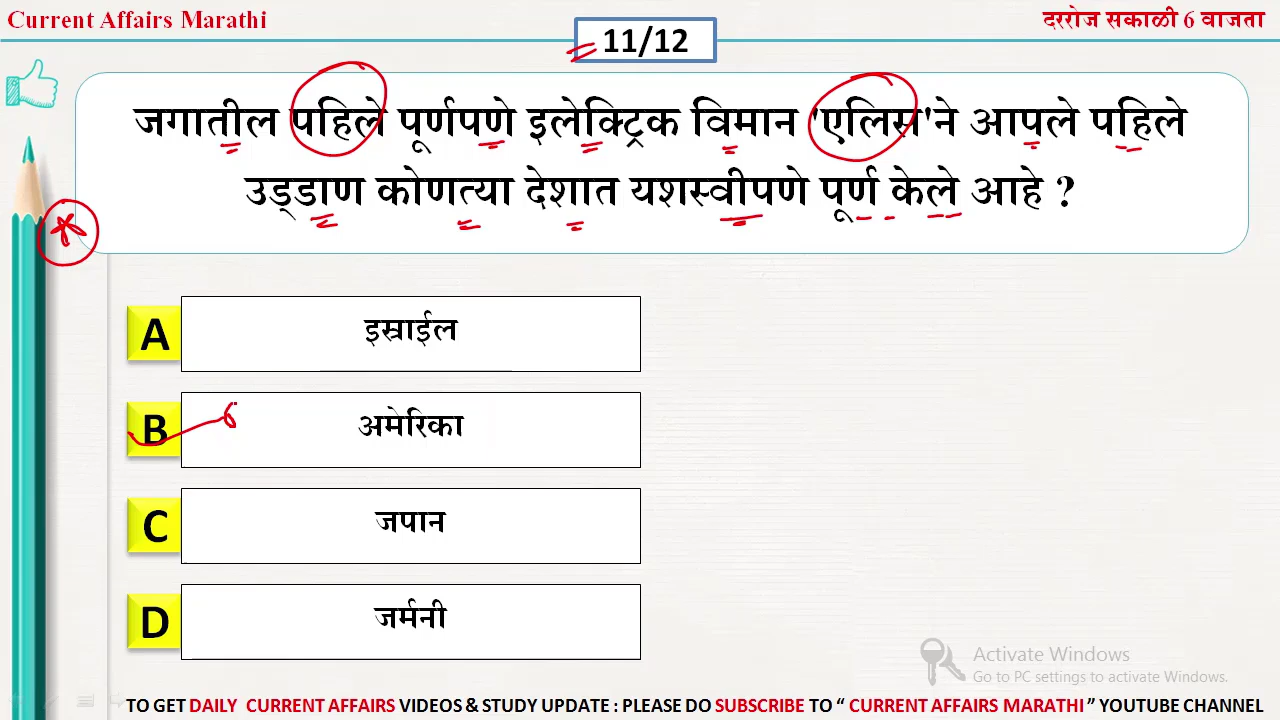 Current Affairs Marathi
दररोज सकाळी 6 वाजता
11/12
जगातील पहिले पूर्णपणे इलेक्ट्रिक विमान 'एलिस'ने आपले पहिले
उड्डाण कोणत्या देशात यशस्वीपणे पूर्ण केले आहे ?
A इस्राईल
B अमेरिका
C जपान
D जर्मनी
Activate Windows
Go to PC settings to activate Windows.
TO GET DAILY CURRENT AFFAIRS VIDEOS & STUDY UPDATE : PLEASE DO SUBSCRIBE TO “ CURRENT AFFAIRS MARATHI ” YOUTUBE CHANNEL